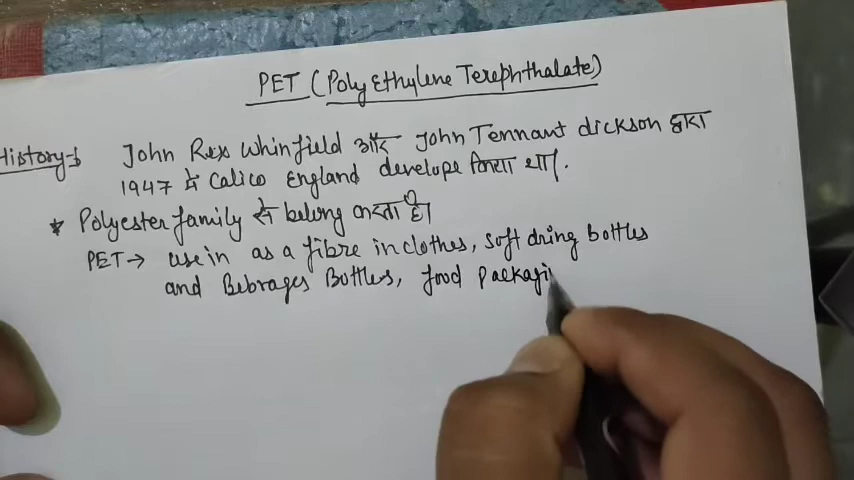 PET (Poly Ethylene Terephthalate)
History:- John Rex Whinfield और John Tennant dickson द्वारा
1947 में Calico England develope किया था।
* Polyester family से belong करता है।
PET → use in as a fibre in clothes, soft dring bottles
and Bebrages Bottles, food Packagi